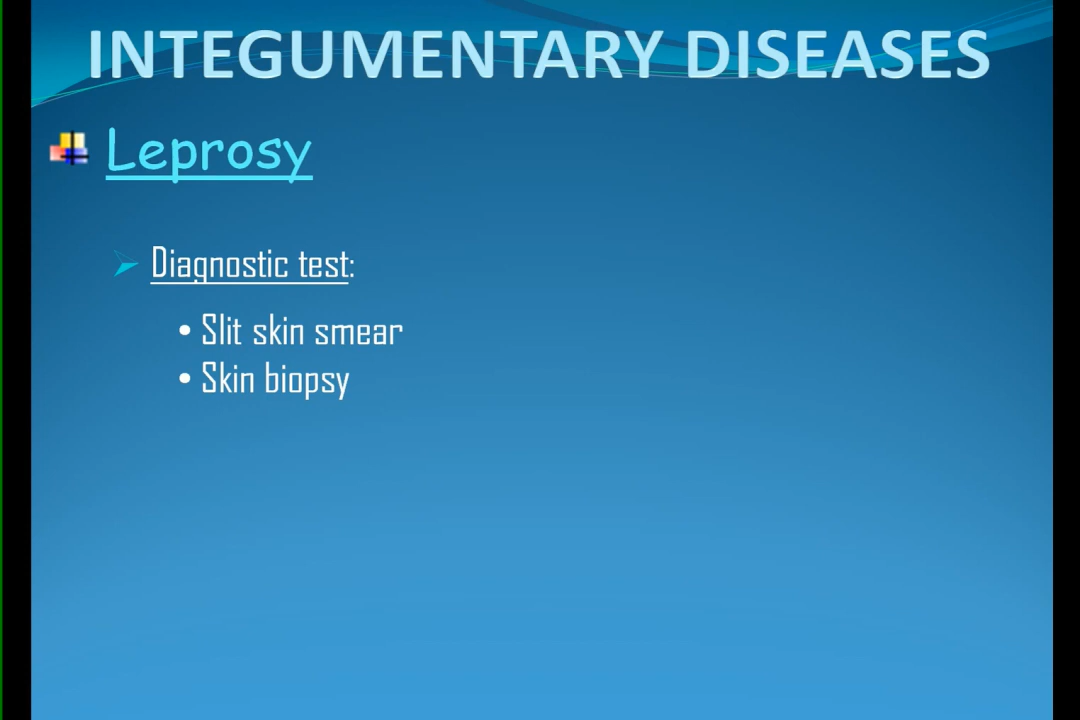 INTEGUMENTARY DISEASES
Leprosy
Diagnostic test:
• Slit skin smear
• Skin biopsy